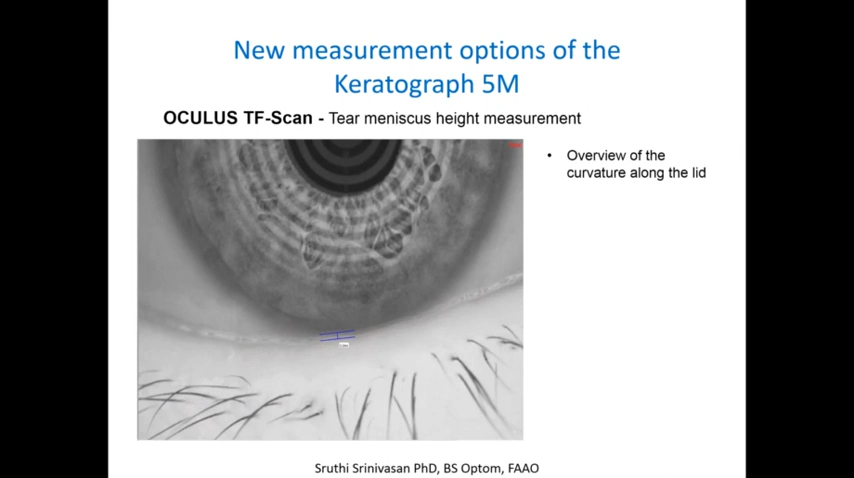 New measurement options of the
Keratograph 5M
OCULUS TF-Scan - Tear meniscus height measurement
• Overview of the
curvature along the lid
Sruthi Srinivasan PhD, BS Optom, FAAO